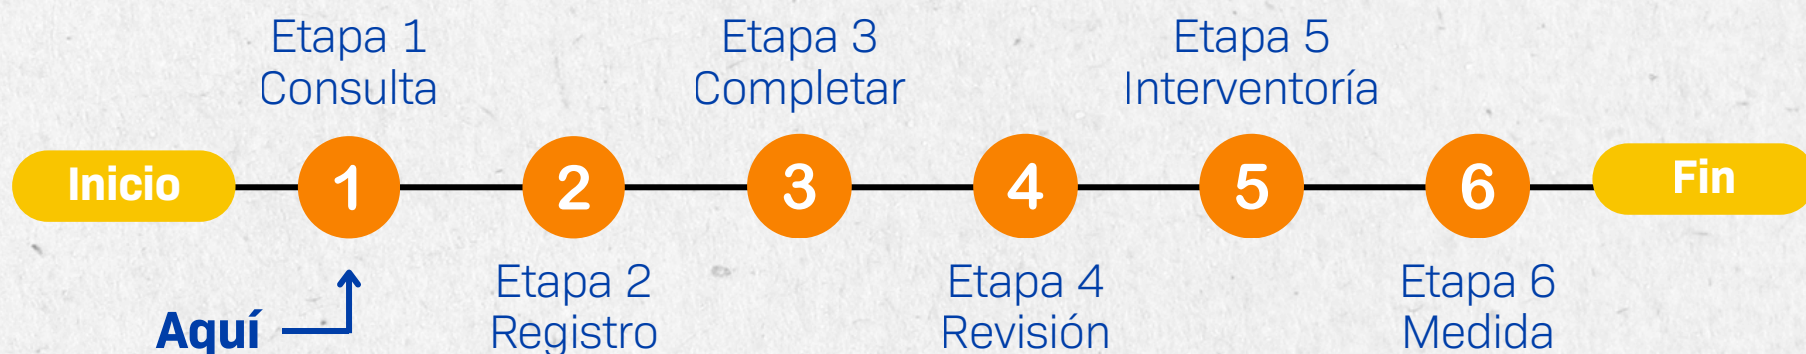 Etapa 1
Consulta
Etapa 3
Completar
Etapa 5
Interventoría
Inicio
1
2
3
4
5
6
Fin
Aquí
Etapa 2
Registro
Etapa 4
Revisión
Etapa 6
Medida